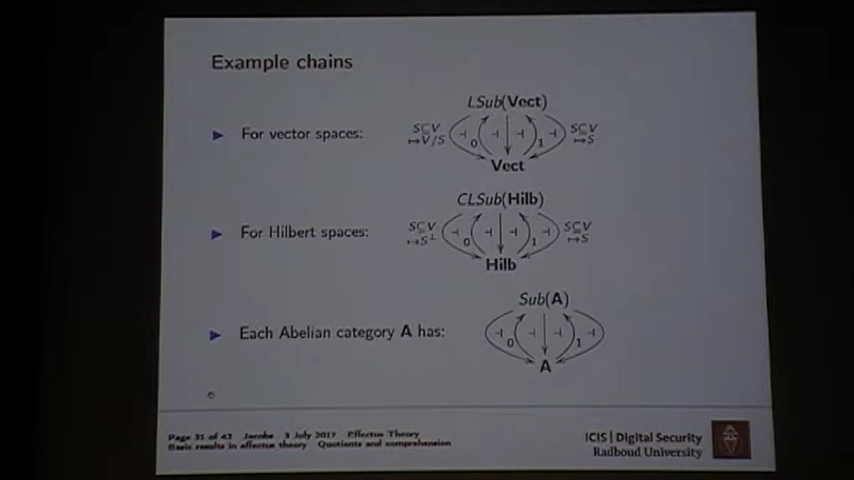 Example chains
LSub(Vect)
For vector spaces:
S⊆V
↦V/S
⊣ 0 ⊣ ⊣ 1 ⊣
S⊆V
↦S
Vect
CLSub(Hilb)
For Hilbert spaces:
S⊆V
↦S⊥
⊣ 0 ⊣ ⊣ 1 ⊣
S⊆V
↦S
Hilb
Sub(A)
Each Abelian category A has:
⊣ 0 ⊣ ⊣ 1 ⊣
A
Page 31 of 43 Jacobs 3 July 2017 Effectus Theory
Basic results in effectus theory Quotients and comprehension
iCIS | Digital Security
Radboud University